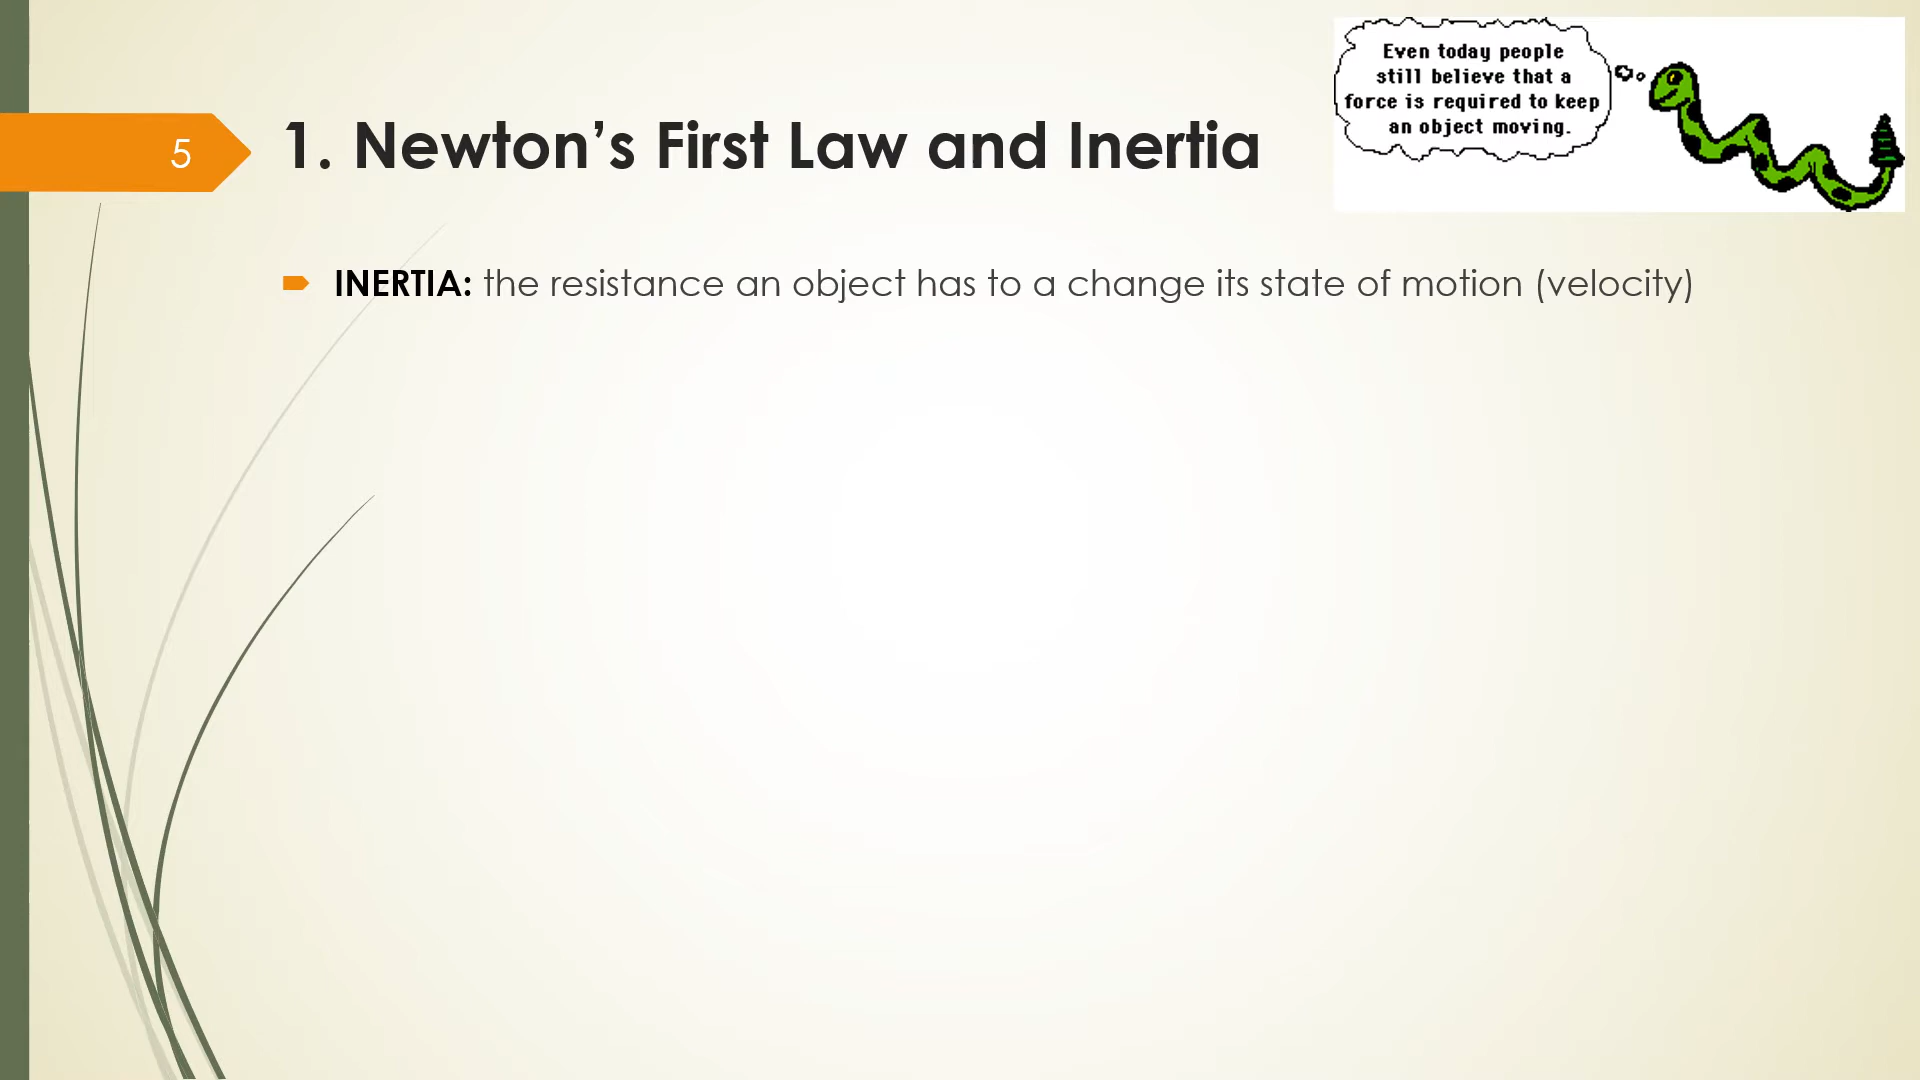 Even today people
still believe that a
force is required to keep
an object moving.
5
1. Newton’s First Law and Inertia
INERTIA: the resistance an object has to a change its state of motion (velocity)